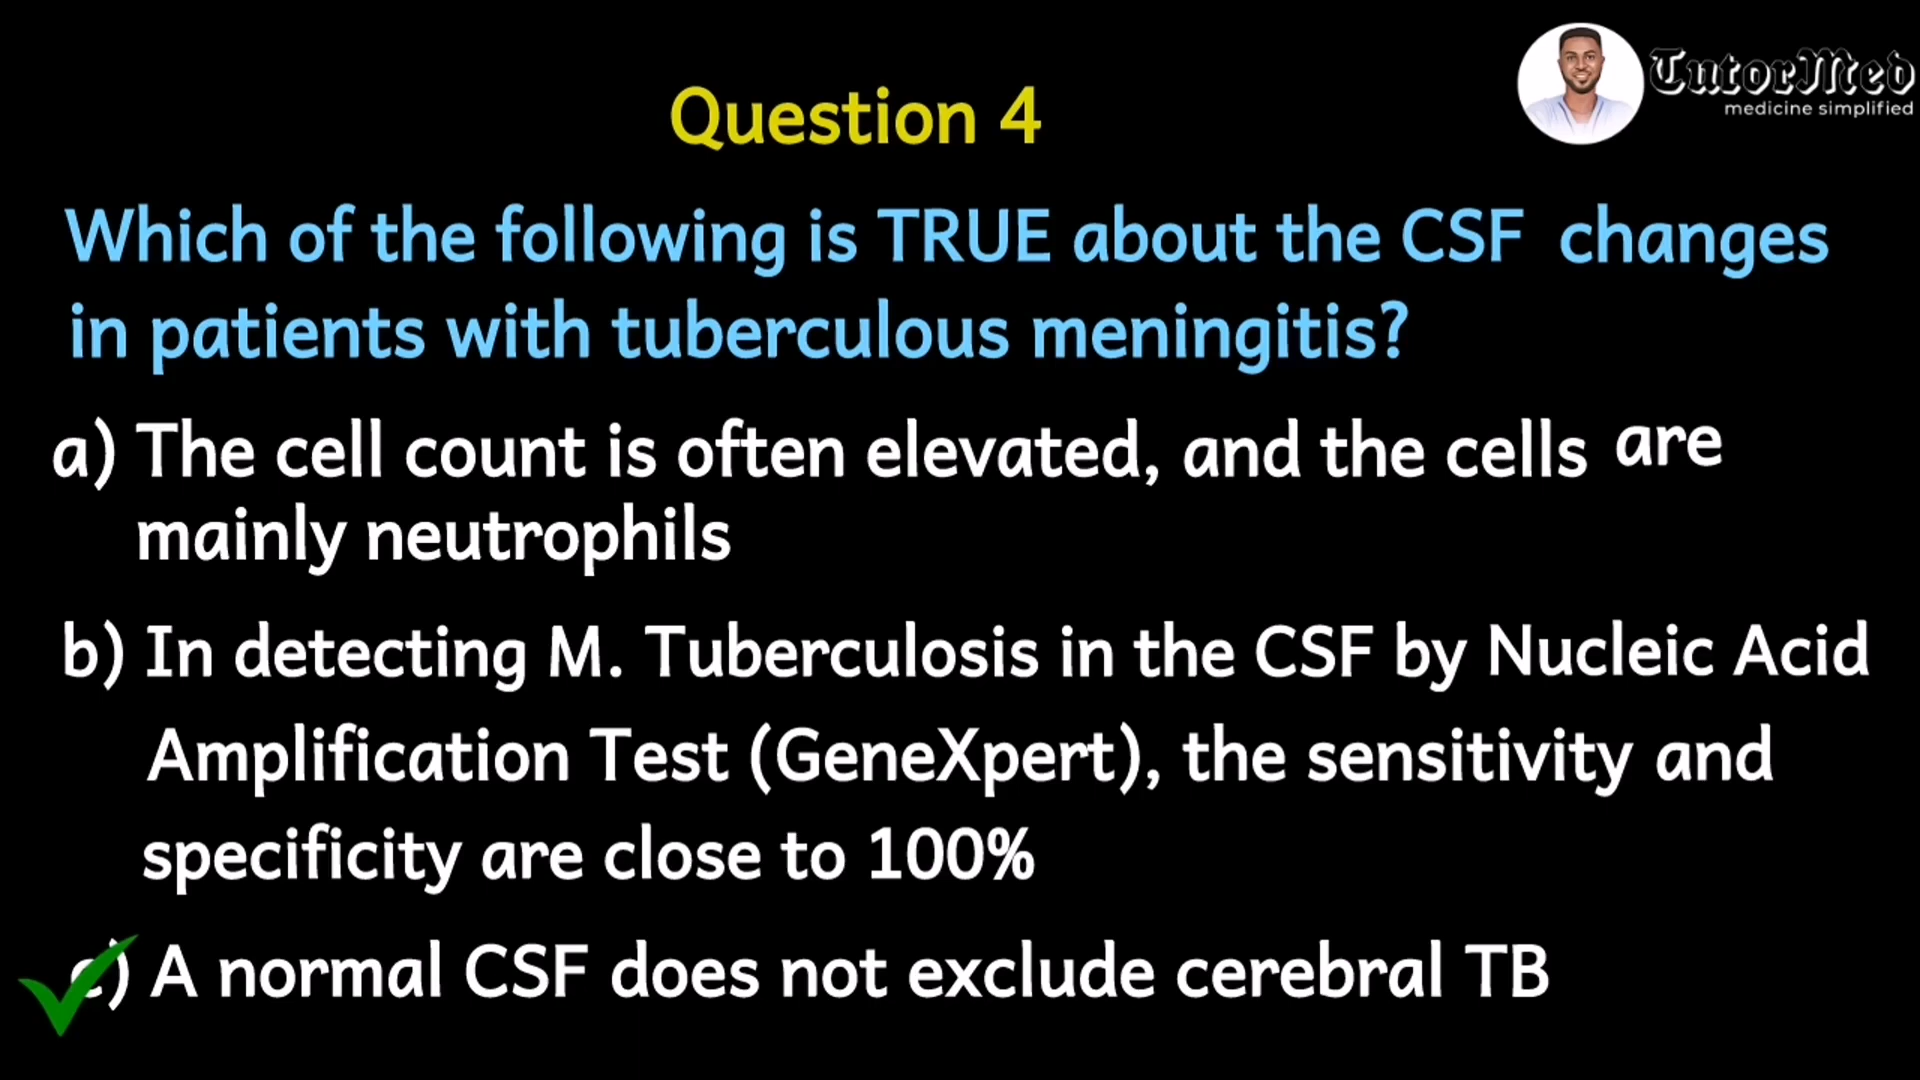 TutorMed
medicine simplified
Question 4
Which of the following is TRUE about the CSF changes
in patients with tuberculous meningitis?
a) The cell count is often elevated, and the cells are
mainly neutrophils
b) In detecting M. Tuberculosis in the CSF by Nucleic Acid
Amplification Test (GeneXpert), the sensitivity and
specificity are close to 100%
c) A normal CSF does not exclude cerebral TB